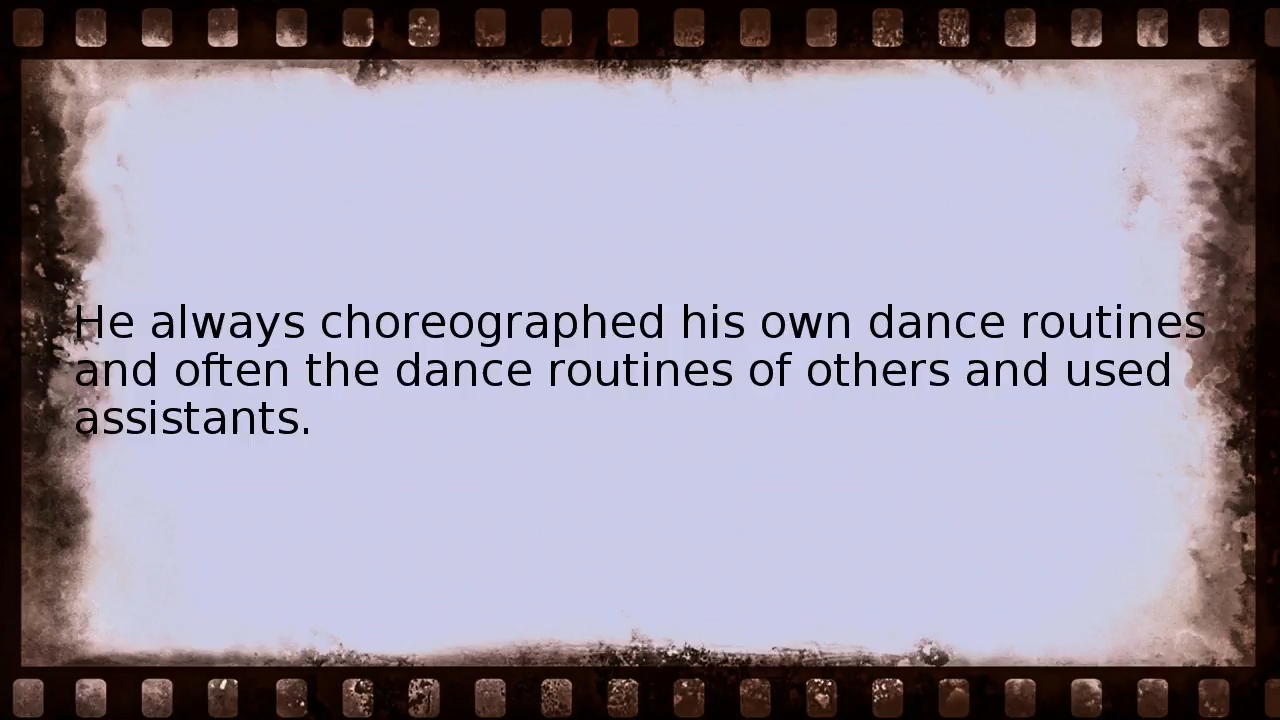 He always choreographed his own dance routines
and often the dance routines of others and used
assistants.